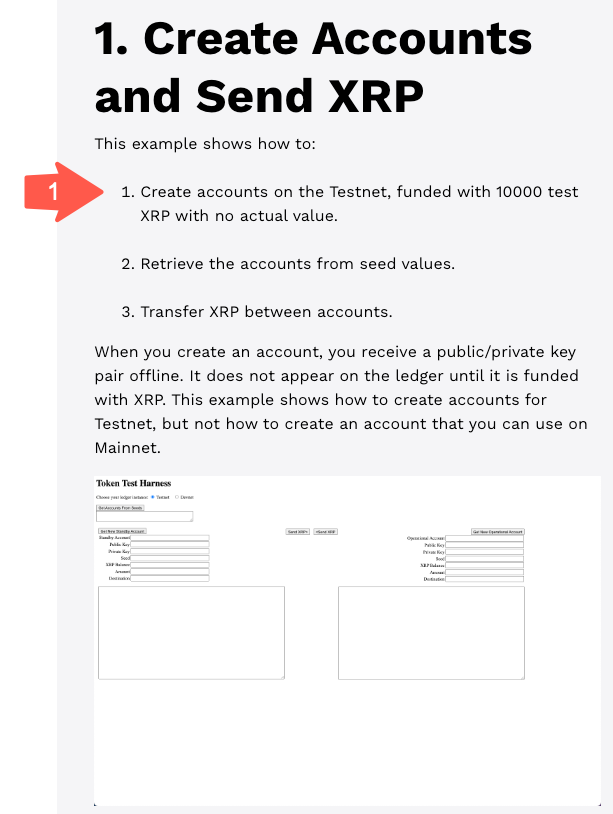 1. Create Accounts
and Send XRP
This example shows how to:
1
1. Create accounts on the Testnet, funded with 10000 test
XRP with no actual value.
2. Retrieve the accounts from seed values.
3. Transfer XRP between accounts.
When you create an account, you receive a public/private key
pair offline. It does not appear on the ledger until it is funded
with XRP. This example shows how to create accounts for
Testnet, but not how to create an account that you can use on
Mainnet.
Token Test Harness
Choose your ledger instance: Testnet Devnet
Get Accounts From Seeds
Get New Standby Account Send XRP> <Send XRP Get New Operational Account
Standby Account Operational Account
Public Key Public Key
Private Key Private Key
Seed Seed
XRP Balance XRP Balance
Amount Amount
Destination Destination